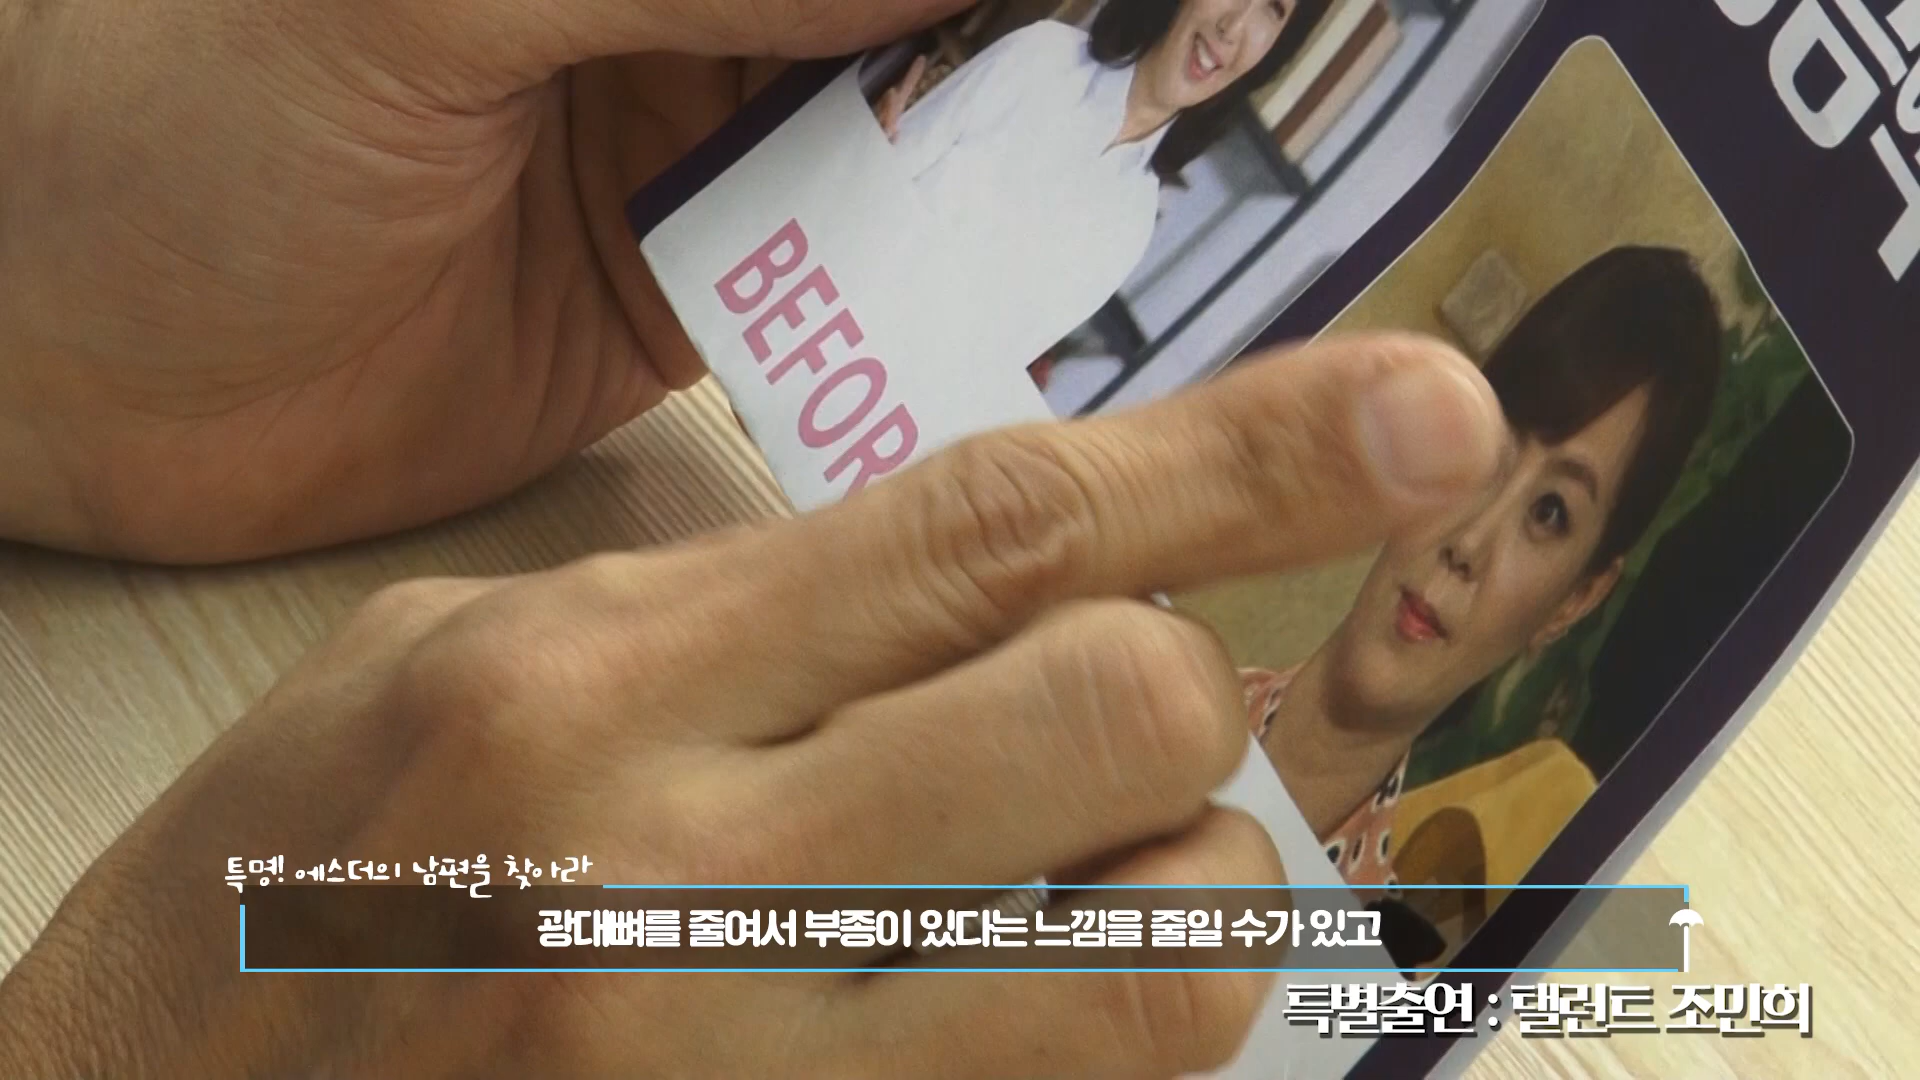 BEFOR
특명! 에스더의 남편을 찾아라
광대뼈를 줄여서 부종이 있다는 느낌을 줄일 수가 있고
특별출연 : 탤런트 조민희